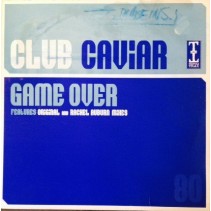 CLUB CAViAR
GAME OVER
FEATURES ORIGINAL AND RACHEL AUBURN MIXES